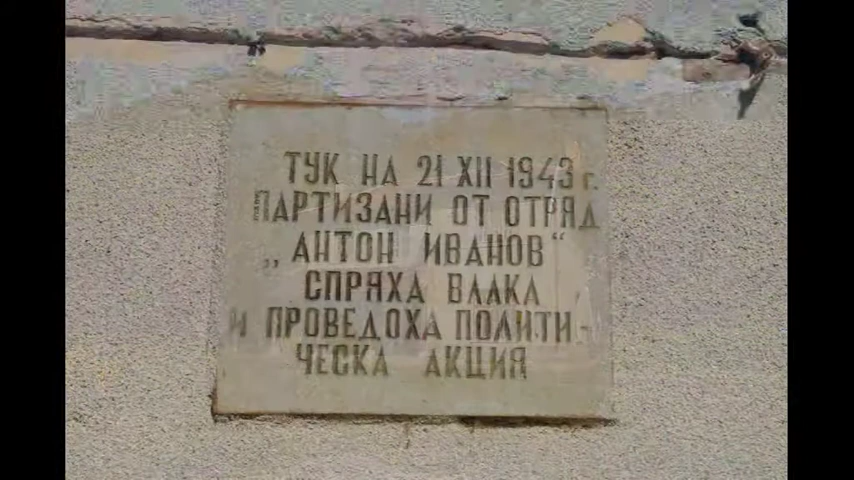 ТУК НА 21 XII 1943 г.
ПАРТИЗАНИ ОТ ОТРЯД
„АНТОН ИВАНОВ“
СПРЯХА ВЛАКА
И ПРОВЕДОХА ПОЛИТИ-
ЧЕСКА АКЦИЯ